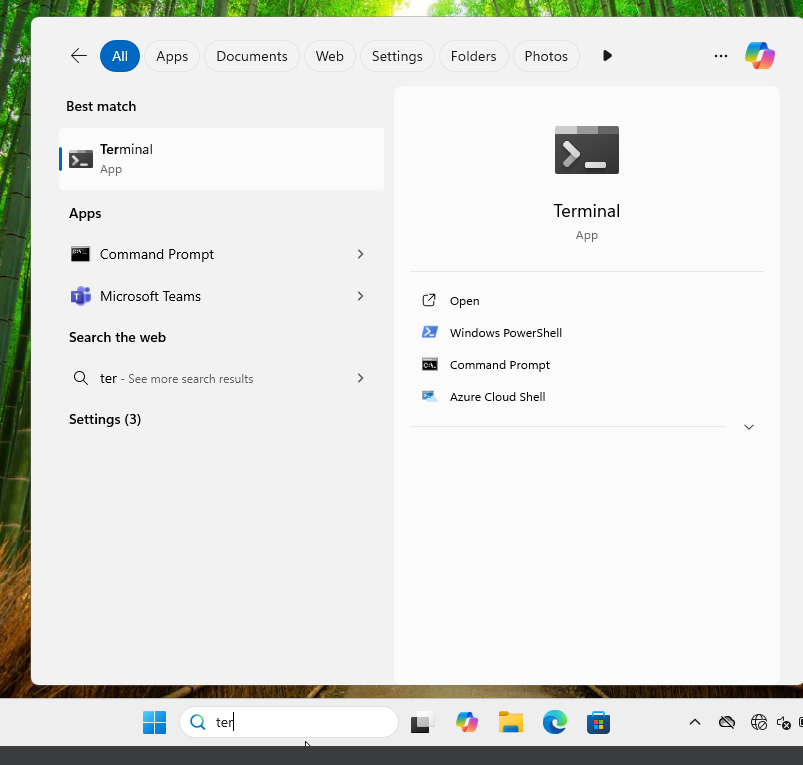 All Apps Documents Web Settings Folders Photos
Best match
Terminal
App
Apps
Command Prompt
Microsoft Teams
Search the web
ter - See more search results
Settings (3)
Terminal
App
Open
Windows PowerShell
Command Prompt
Azure Cloud Shell
ter